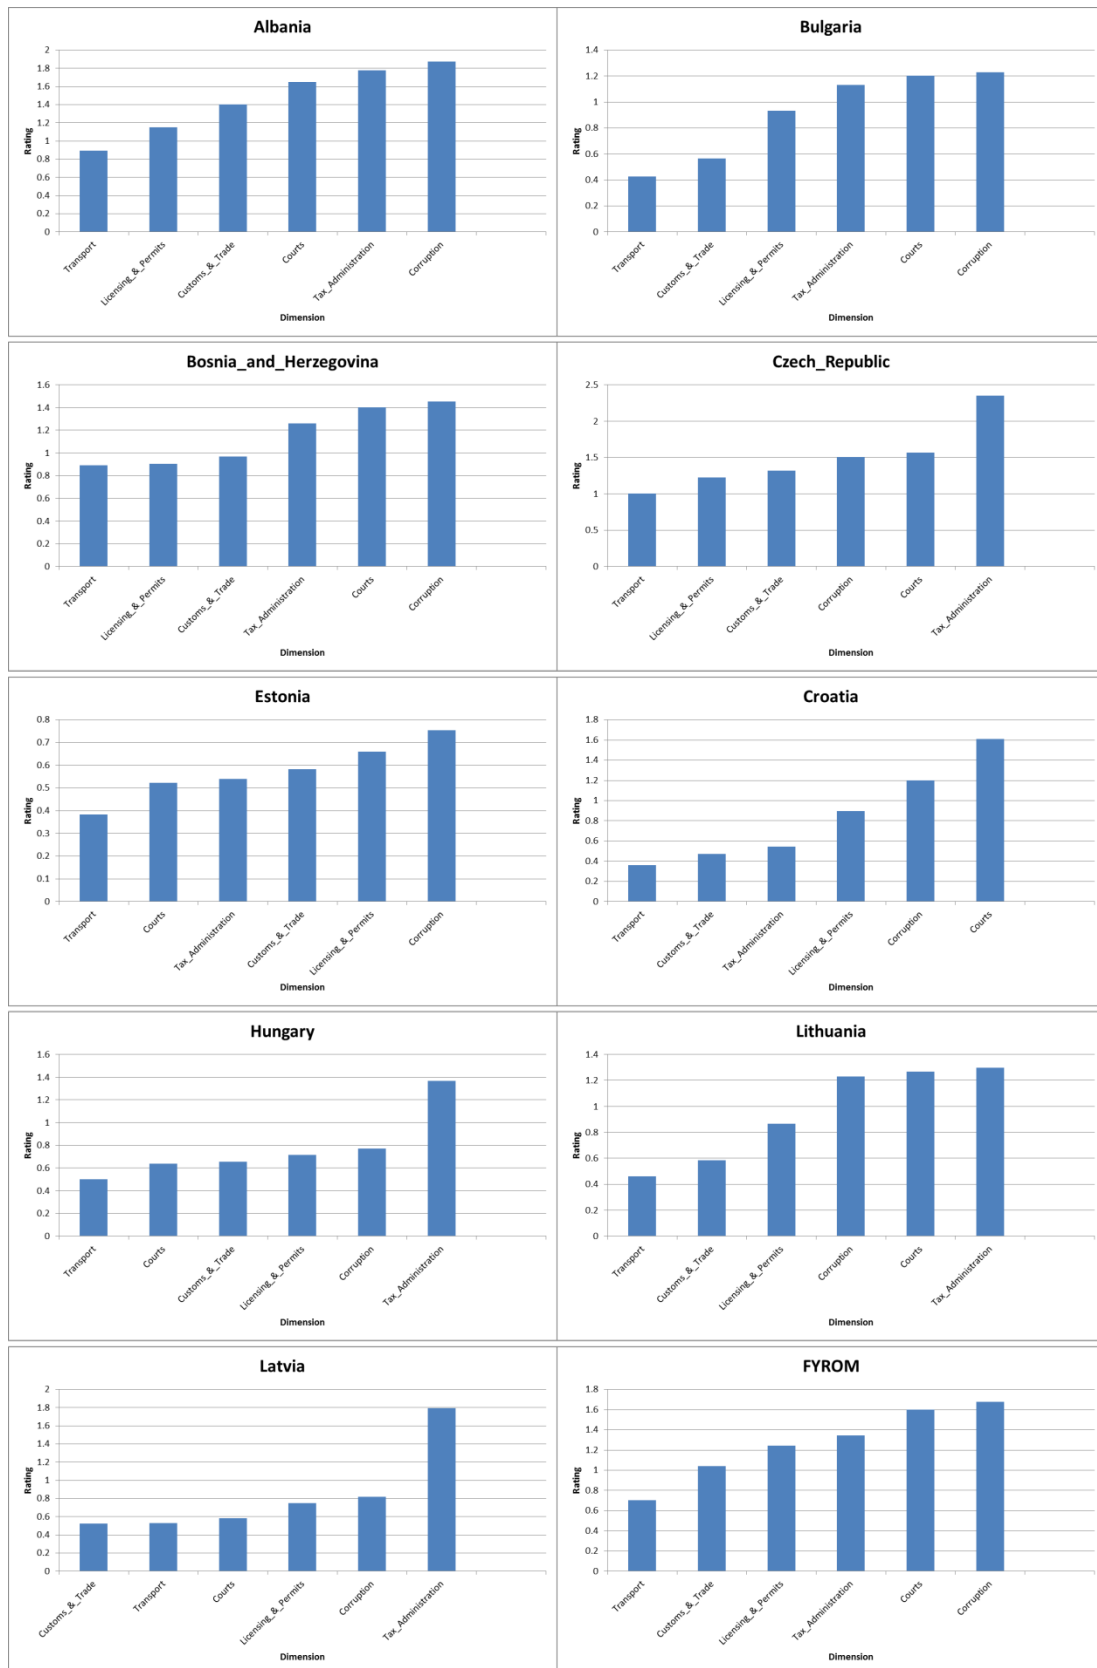 Albania
2
1.8
1.6
1.4
1.2
1
0.8
0.6
0.4
0.2
0
Rating
Transport
Licensing_&_Permits
Customs_&_Trade
Courts
Tax_Administration
Corruption
Dimension
Bulgaria
1.4
1.2
1
0.8
0.6
0.4
0.2
0
Rating
Transport
Customs_&_Trade
Licensing_&_Permits
Tax_Administration
Courts
Corruption
Dimension
Bosnia_and_Herzegovina
1.6
1.4
1.2
1
0.8
0.6
0.4
0.2
0
Rating
Transport
Licensing_&_Permits
Customs_&_Trade
Tax_Administration
Courts
Corruption
Dimension
Czech_Republic
2.5
2
1.5
1
0.5
0
Rating
Transport
Licensing_&_Permits
Customs_&_Trade
Corruption
Courts
Tax_Administration
Dimension
Estonia
0.8
0.7
0.6
0.5
0.4
0.3
0.2
0.1
0
Rating
Transport
Courts
Tax_Administration
Customs_&_Trade
Licensing_&_Permits
Corruption
Dimension
Croatia
1.8
1.6
1.4
1.2
1
0.8
0.6
0.4
0.2
0
Rating
Transport
Customs_&_Trade
Tax_Administration
Licensing_&_Permits
Corruption
Courts
Dimension
Hungary
1.6
1.4
1.2
1
0.8
0.6
0.4
0.2
0
Rating
Transport
Courts
Customs_&_Trade
Licensing_&_Permits
Corruption
Tax_Administration
Dimension
Lithuania
1.4
1.2
1
0.8
0.6
0.4
0.2
0
Rating
Transport
Customs_&_Trade
Licensing_&_Permits
Corruption
Courts
Tax_Administration
Dimension
Latvia
2
1.8
1.6
1.4
1.2
1
0.8
0.6
0.4
0.2
0
Rating
Customs_&_Trade
Transport
Courts
Licensing_&_Permits
Corruption
Tax_Administration
Dimension
FYROM
1.8
1.6
1.4
1.2
1
0.8
0.6
0.4
0.2
0
Rating
Transport
Customs_&_Trade
Licensing_&_Permits
Tax_Administration
Courts
Corruption
Dimension